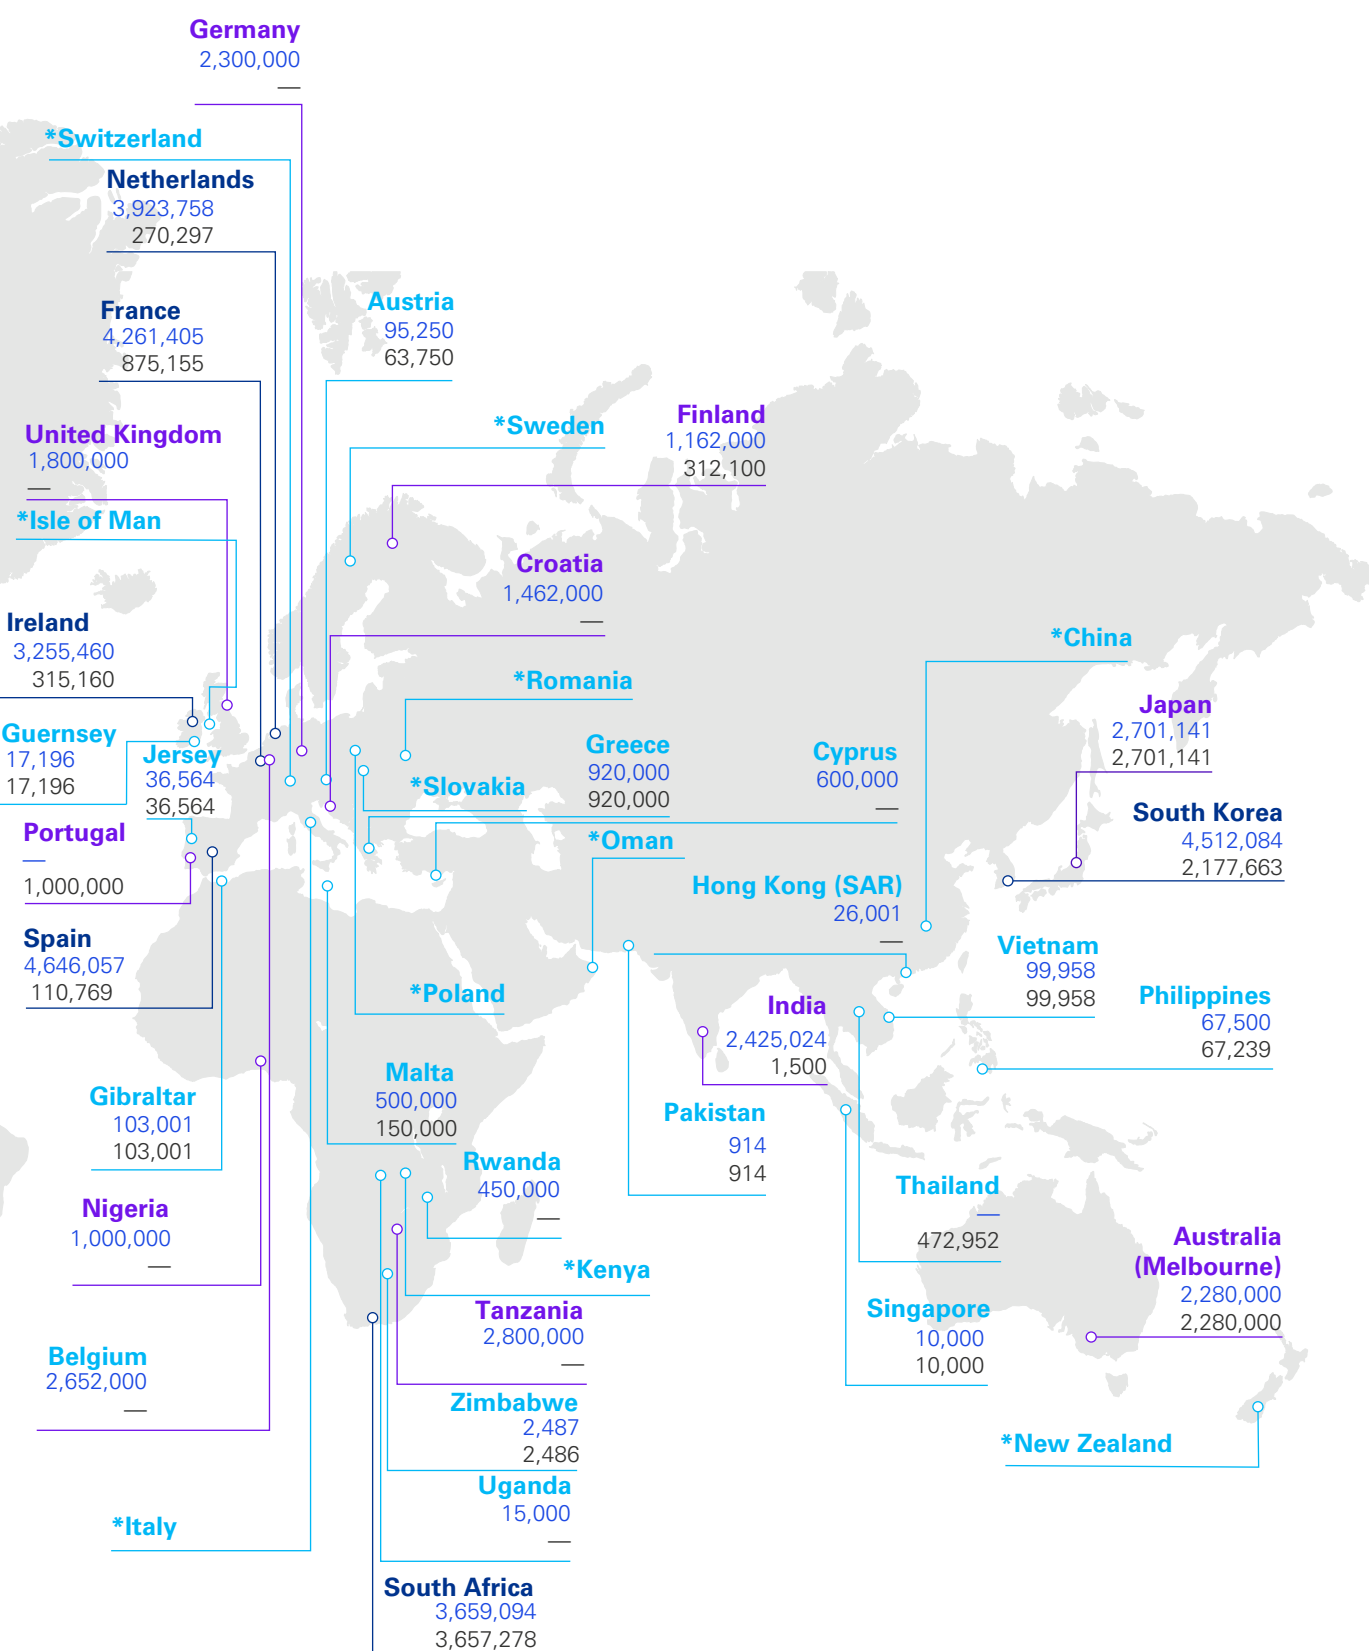 Germany
2,300,000
—
*Switzerland
Netherlands
3,923,758
270,297
France
4,261,405
875,155
Austria
95,250
63,750
United Kingdom
1,800,000
—
*Sweden
Finland
1,162,000
312,100
*Isle of Man
Croatia
1,462,000
—
Ireland
3,255,460
315,160
*China
*Romania
Guernsey
17,196
17,196
Jersey
36,564
36,564
Greece
920,000
920,000
Cyprus
600,000
—
Japan
2,701,141
2,701,141
*Slovakia
Portugal
—
1,000,000
*Oman
South Korea
4,512,084
2,177,663
Hong Kong (SAR)
26,001
—
Spain
4,646,057
110,769
Vietnam
99,958
99,958
*Poland
India
2,425,024
1,500
Philippines
67,500
67,239
Gibraltar
103,001
103,001
Malta
500,000
150,000
Pakistan
914
914
Rwanda
450,000
—
Thailand
—
472,952
Nigeria
1,000,000
—
Australia
(Melbourne)
2,280,000
2,280,000
*Kenya
Tanzania
2,800,000
—
Singapore
10,000
10,000
Belgium
2,652,000
—
Zimbabwe
2,487
2,486
*New Zealand
Uganda
15,000
—
*Italy
South Africa
3,659,094
3,657,278